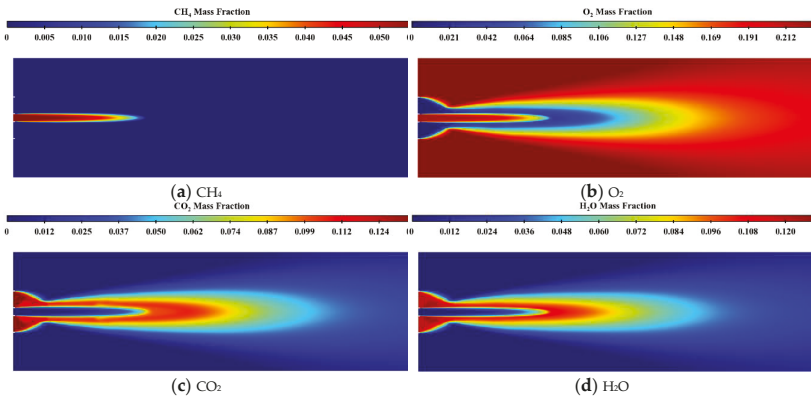 CH₄ Mass Fraction
0 0.005 0.010 0.015 0.020 0.025 0.030 0.035 0.040 0.045 0.050
(a) CH₄
O₂ Mass Fraction
0 0.021 0.042 0.064 0.085 0.106 0.127 0.148 0.169 0.191 0.212
(b) O₂
CO₂ Mass Fraction
0 0.012 0.025 0.037 0.050 0.062 0.074 0.087 0.099 0.112 0.124
(c) CO₂
H₂O Mass Fraction
0 0.012 0.024 0.036 0.048 0.060 0.072 0.084 0.096 0.108 0.120
(d) H₂O